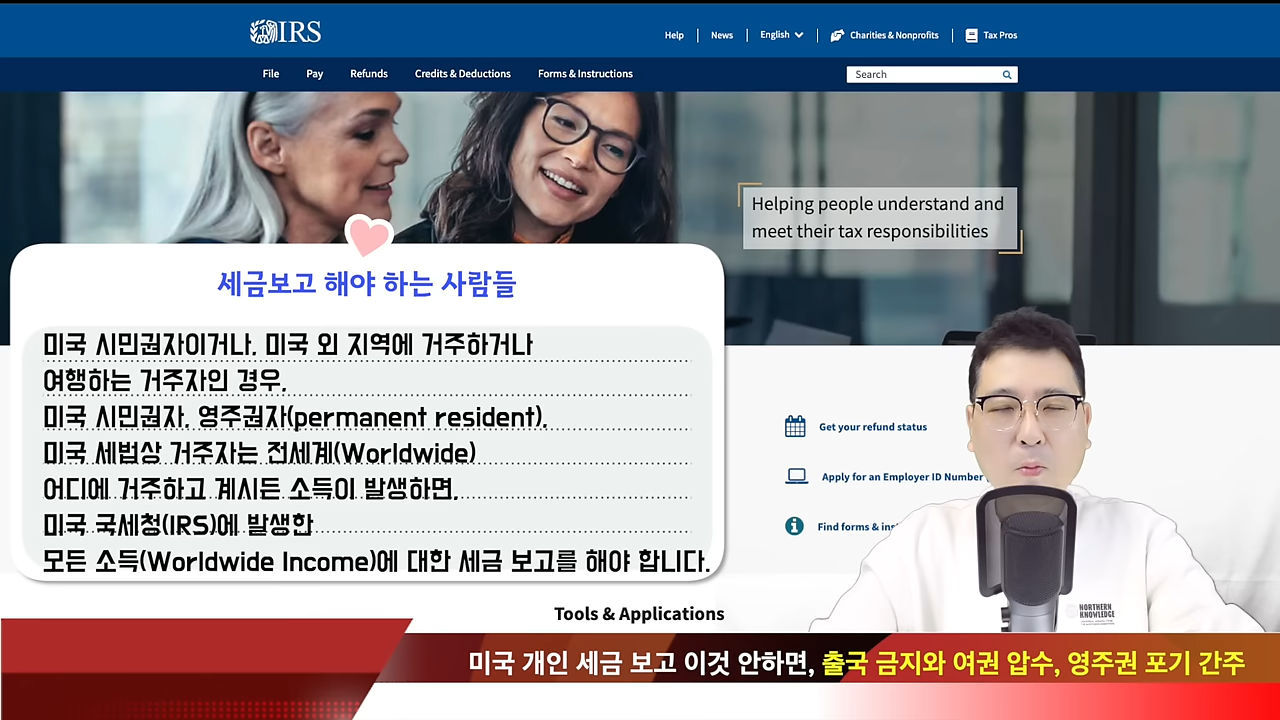 IRS
Help
News
English
Charities & Nonprofits
Tax Pros
File
Pay
Refunds
Credits & Deductions
Forms & Instructions
Search
Helping people understand and
meet their tax responsibilities
세금보고 해야 하는 사람들
미국 시민권자이거나, 미국 외 지역에 거주하거나
여행하는 거주자인 경우,
미국 시민권자, 영주권자(permanent resident),
미국 세법상 거주자는 전세계(Worldwide)
어디에 거주하고 계시든 소득이 발생하면,
미국 국세청(IRS)에 발생한
모든 소득(Worldwide Income)에 대한 세금 보고를 해야 합니다.
Get your refund status
Apply for an Employer ID Number
Find forms &
NORTHERN
KNOWLEDGE
Tools & Applications
미국 개인 세금 보고 이것 안하면, 출국 금지와 여권 압수, 영주권 포기 간주